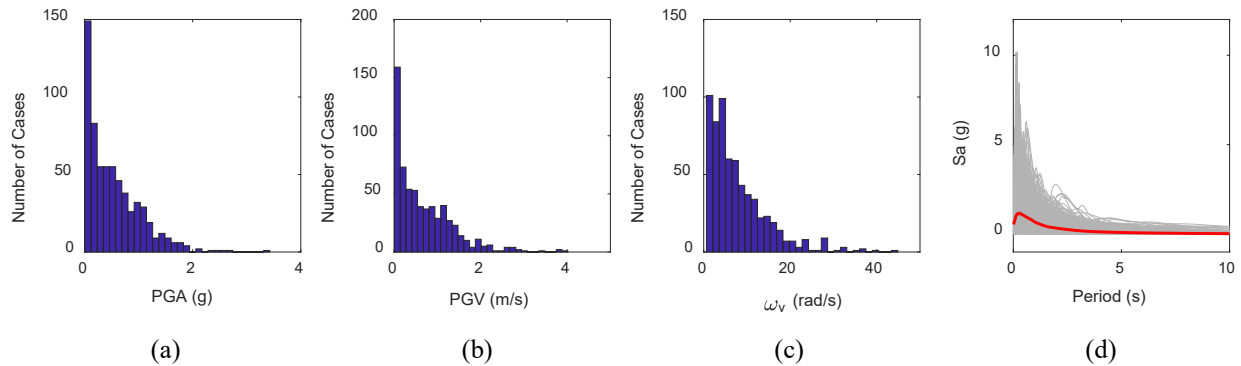 Number of Cases
150
100
50
0
0
2
4
PGA (g)
(a)
Number of Cases
200
150
100
50
0
0
2
4
PGV (m/s)
(b)
Number of Cases
150
100
50
0
0
20
40
ωv (rad/s)
(c)
Sa (g)
10
5
0
0
5
10
Period (s)
(d)